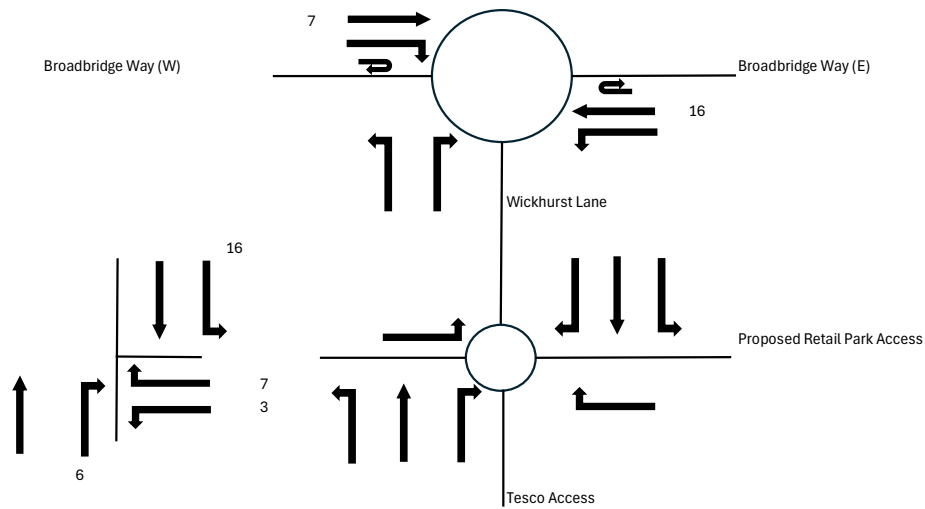 7
Broadbridge Way (W)
Broadbridge Way (E)
16
Wickhurst Lane
16
Proposed Retail Park Access
7
3
6
Tesco Access